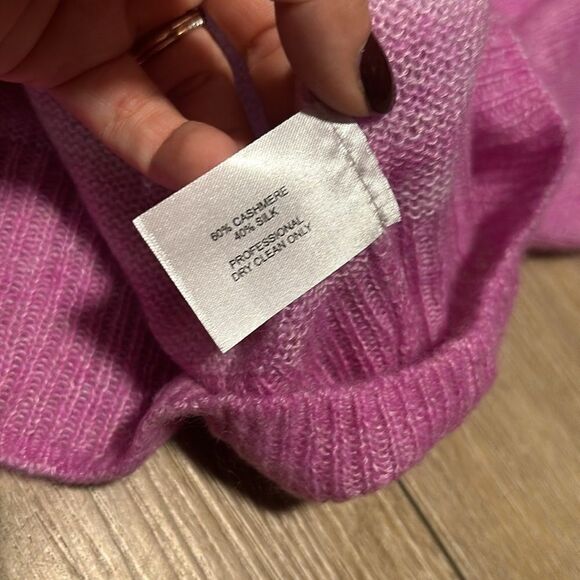 60% CASHMERE
40% SILK
PROFESSIONAL
DRY CLEAN ONLY